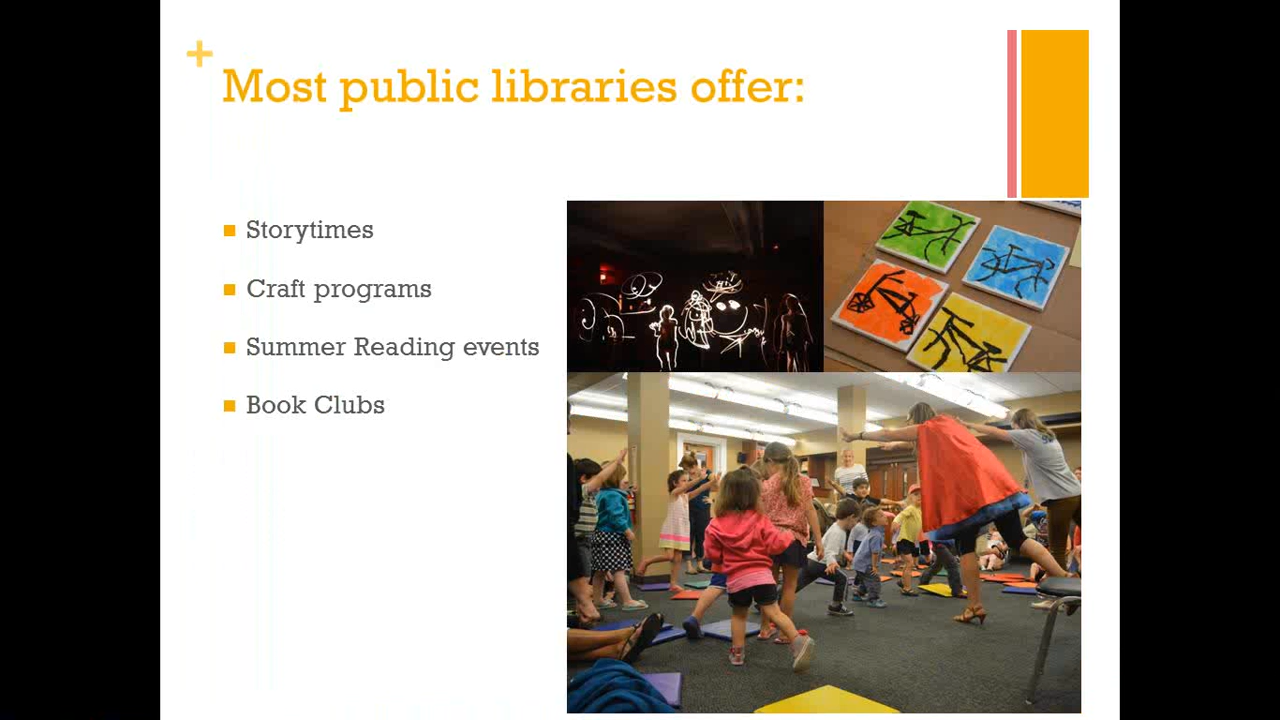 +
Most public libraries offer:
Storytimes
Craft programs
Summer Reading events
Book Clubs